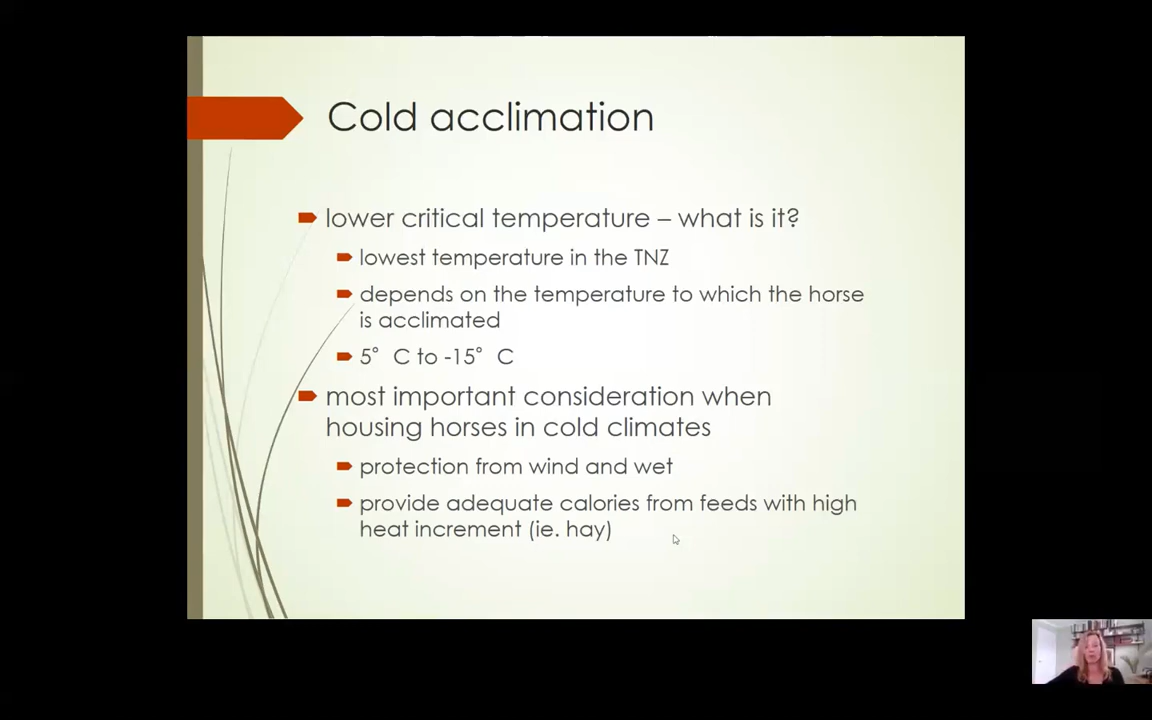 Cold acclimation
lower critical temperature – what is it?
lowest temperature in the TNZ
depends on the temperature to which the horse
is acclimated
5° C to -15° C
most important consideration when
housing horses in cold climates
protection from wind and wet
provide adequate calories from feeds with high
heat increment (ie. hay)